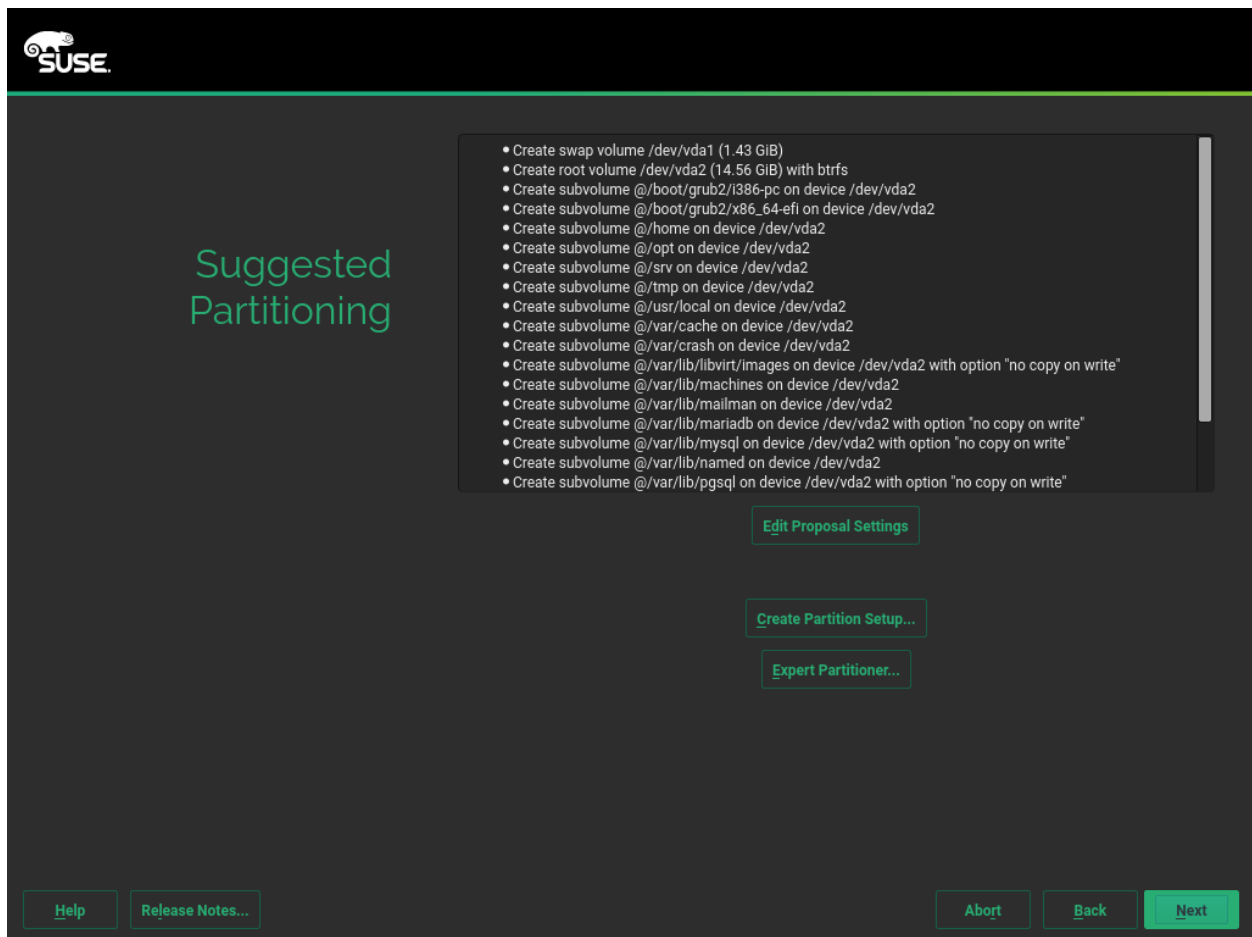 SUSE.
Suggested
Partitioning
• Create swap volume /dev/vda1 (1.43 GiB)
• Create root volume /dev/vda2 (14.56 GiB) with btrfs
• Create subvolume @/boot/grub2/i386-pc on device /dev/vda2
• Create subvolume @/boot/grub2/x86_64-efi on device /dev/vda2
• Create subvolume @/home on device /dev/vda2
• Create subvolume @/opt on device /dev/vda2
• Create subvolume @/srv on device /dev/vda2
• Create subvolume @/tmp on device /dev/vda2
• Create subvolume @/usr/local on device /dev/vda2
• Create subvolume @/var/cache on device /dev/vda2
• Create subvolume @/var/crash on device /dev/vda2
• Create subvolume @/var/lib/libvirt/images on device /dev/vda2 with option "no copy on write"
• Create subvolume @/var/lib/machines on device /dev/vda2
• Create subvolume @/var/lib/mailman on device /dev/vda2
• Create subvolume @/var/lib/mariadb on device /dev/vda2 with option "no copy on write"
• Create subvolume @/var/lib/mysql on device /dev/vda2 with option "no copy on write"
• Create subvolume @/var/lib/named on device /dev/vda2
• Create subvolume @/var/lib/pgsql on device /dev/vda2 with option "no copy on write"
Edit Proposal Settings
Create Partition Setup...
Expert Partitioner...
Help
Release Notes...
Abort
Back
Next